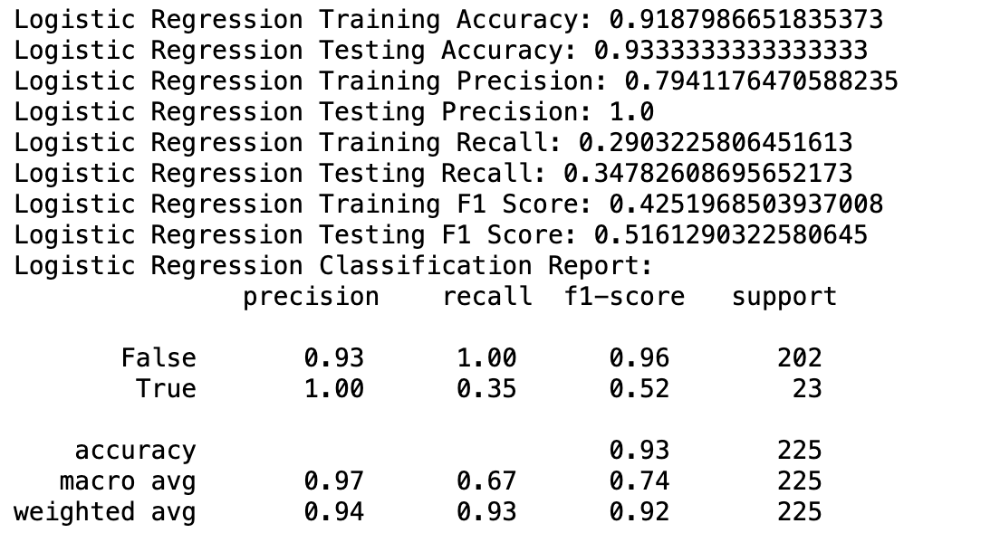 Logistic Regression Training Accuracy: 0.9187986651835373
Logistic Regression Testing Accuracy: 0.9333333333333333
Logistic Regression Training Precision: 0.7941176470588235
Logistic Regression Testing Precision: 1.0
Logistic Regression Training Recall: 0.2903225806451613
Logistic Regression Testing Recall: 0.34782608695652173
Logistic Regression Training F1 Score: 0.4251968503937008
Logistic Regression Testing F1 Score: 0.5161290322580645
Logistic Regression Classification Report:
precision recall f1-score support
False 0.93 1.00 0.96 202
True 1.00 0.35 0.52 23
accuracy 0.93 225
macro avg 0.97 0.67 0.74 225
weighted avg 0.94 0.93 0.92 225